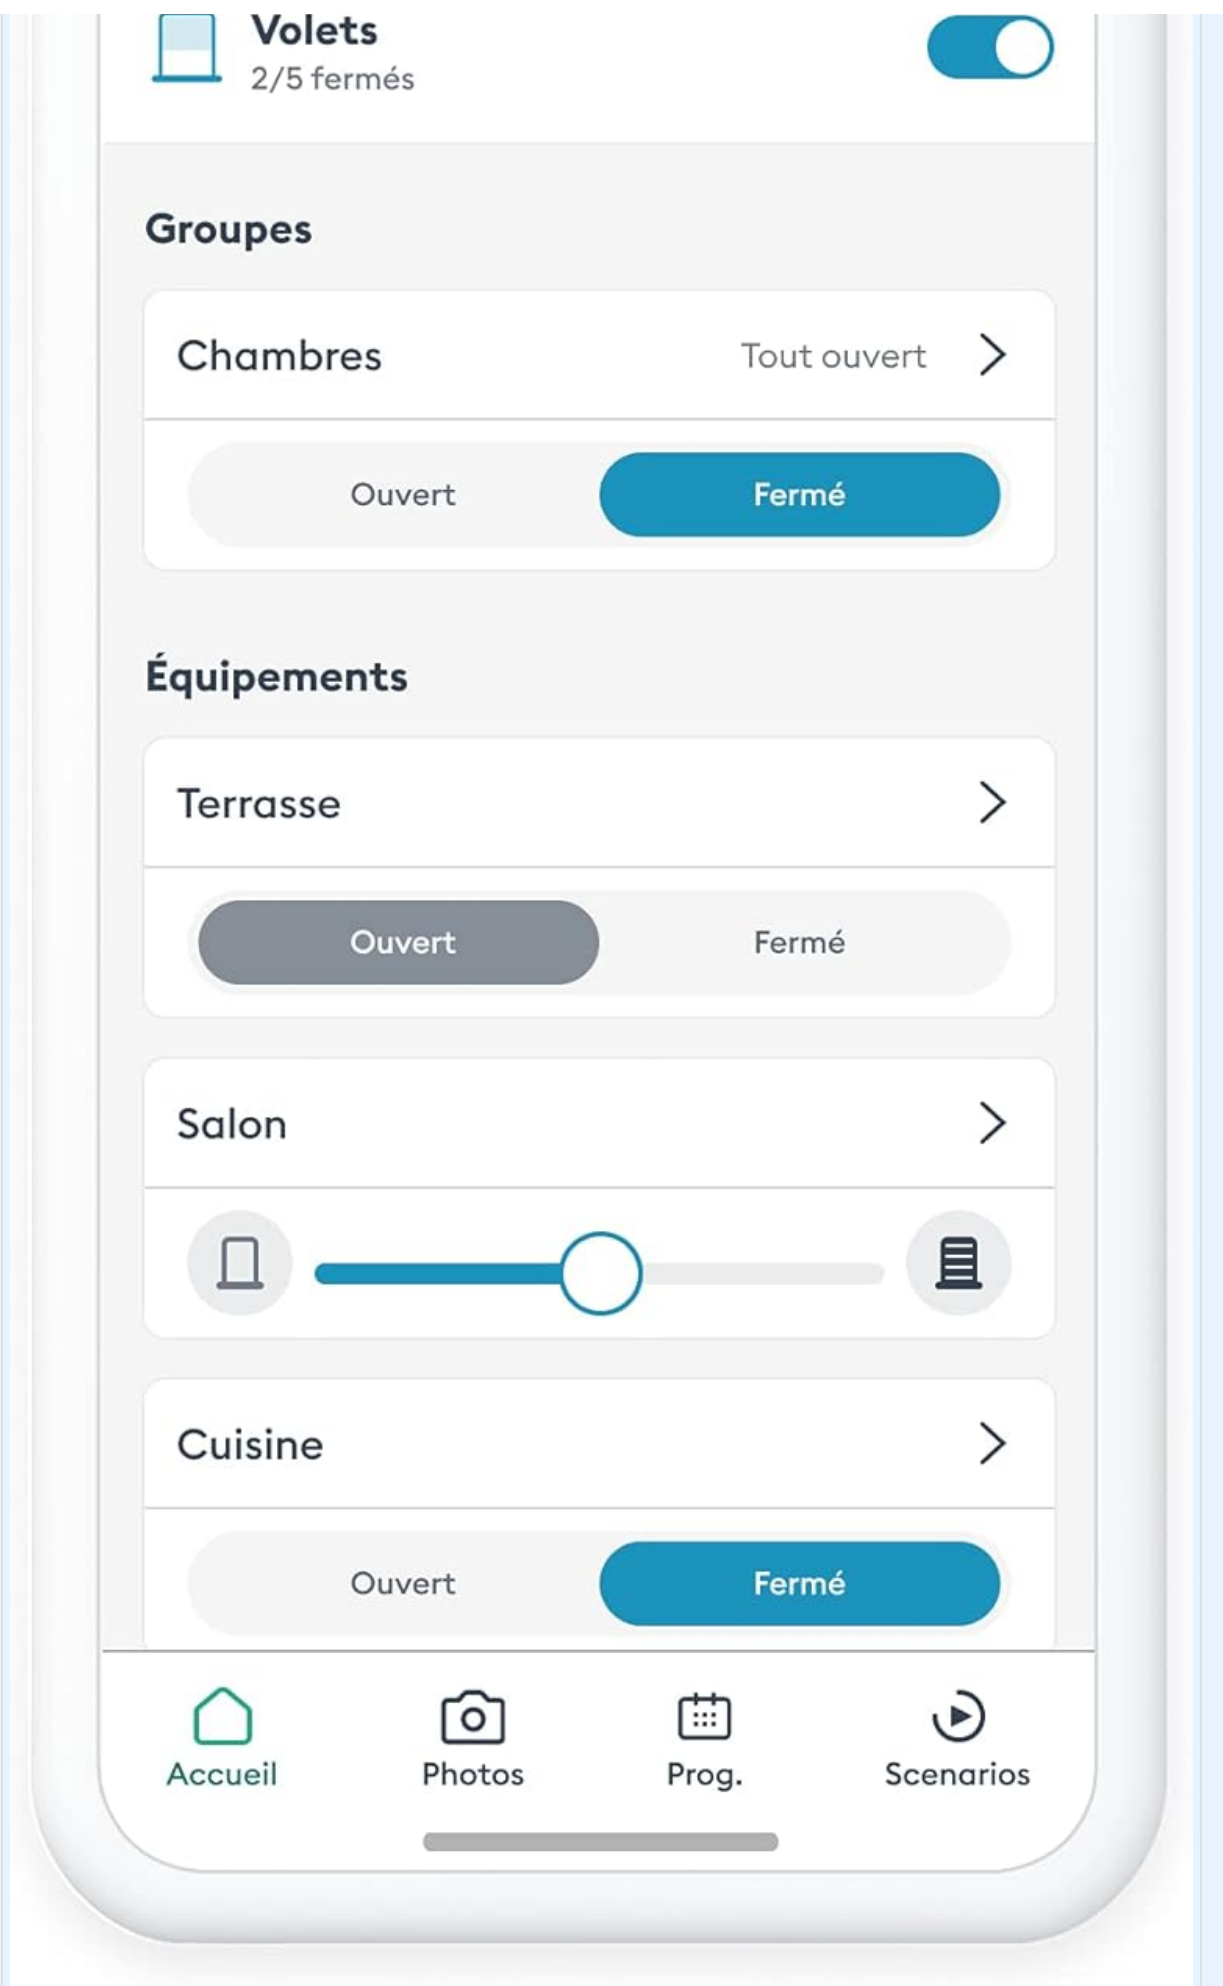 Volets
2/5 fermés
Groupes
Chambres Tout ouvert
Ouvert Fermé
Équipements
Terrasse
Ouvert Fermé
Salon
Cuisine
Ouvert Fermé
Accueil Photos Prog. Scenarios